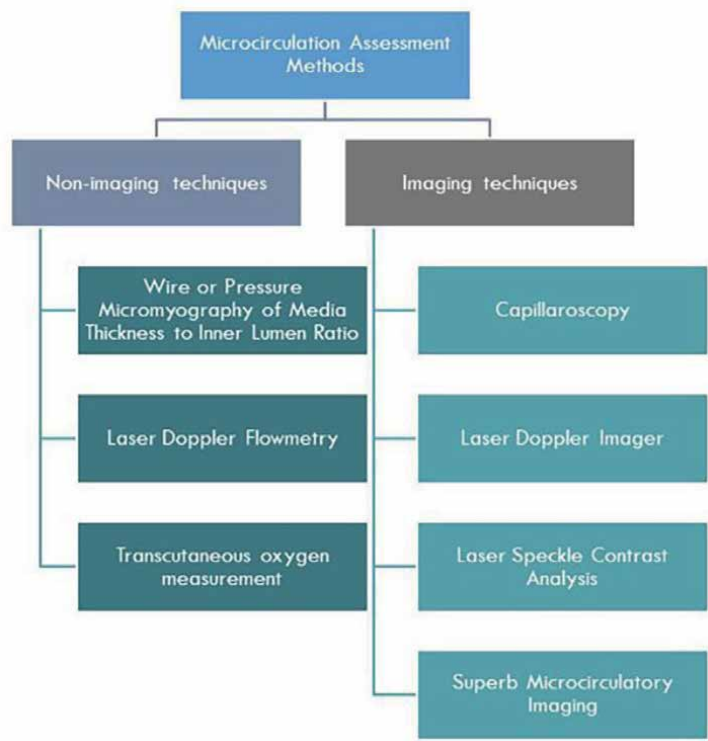 Microcirculation Assessment
Methods
Non-imaging techniques
Imaging techniques
Wire or Pressure
Micromyography of Media
Thickness to Inner Lumen Ratio
Capillaroscopy
Laser Doppler Flowmetry
Laser Doppler Imager
Transcutaneous oxygen
measurement
Laser Speckle Contrast
Analysis
Superb Microcirculatory
Imaging